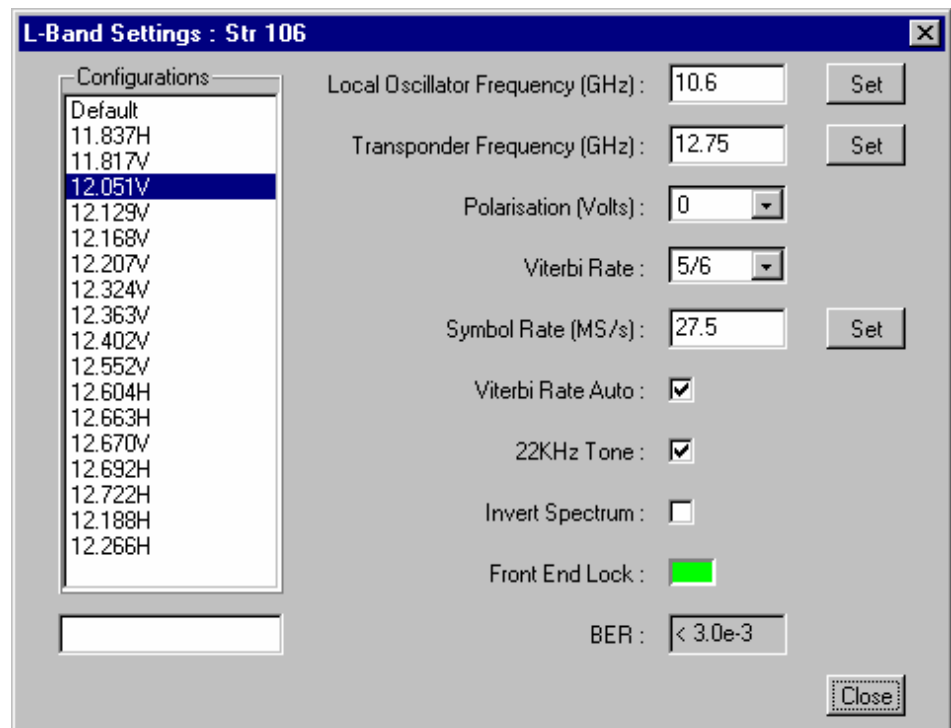 L-Band Settings : Str 106
Configurations
Default
11.837H
11.817V
12.051V
12.129V
12.168V
12.207V
12.324V
12.363V
12.402V
12.552V
12.604H
12.663H
12.670V
12.692H
12.722H
12.188H
12.266H
Local Oscillator Frequency (GHz) : 10.6 Set
Transponder Frequency (GHz) : 12.75 Set
Polarisation (Volts) : 0
Viterbi Rate : 5/6
Symbol Rate (MS/s) : 27.5 Set
Viterbi Rate Auto :
22KHz Tone :
Invert Spectrum :
Front End Lock :
BER : < 3.0e-3
Close